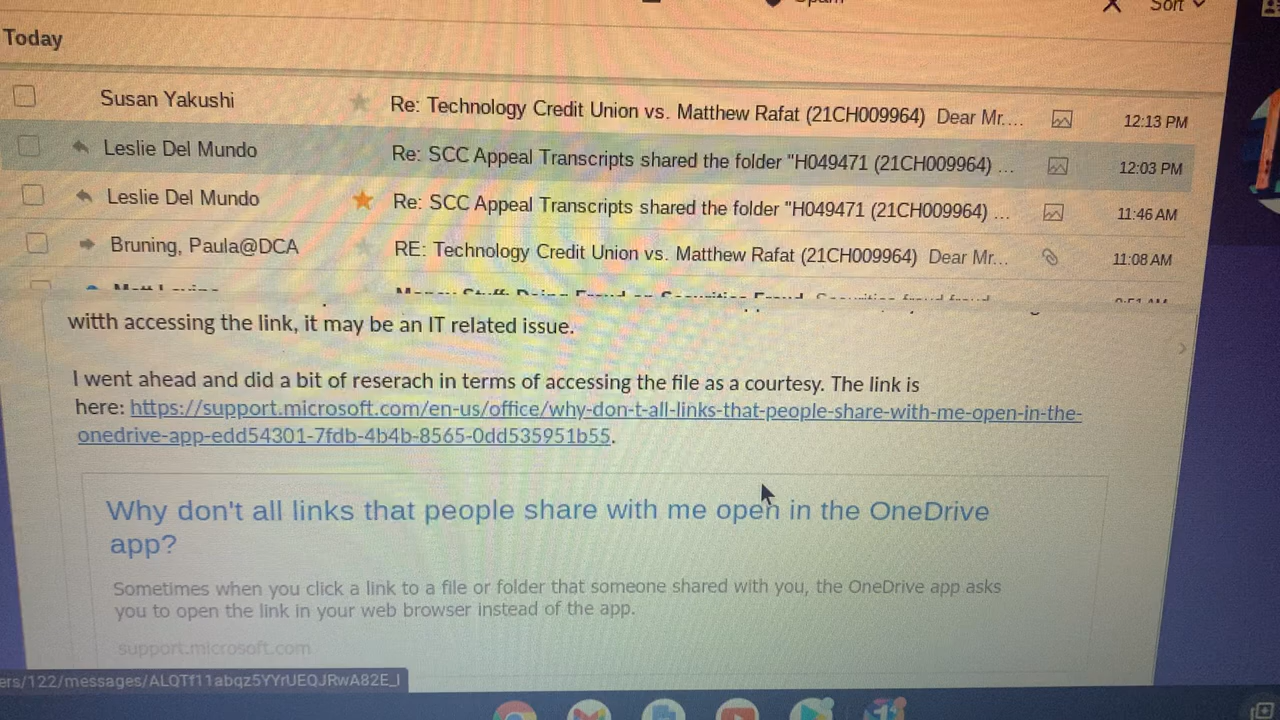 Spam
Sort
Today
Susan Yakushi Re: Technology Credit Union vs. Matthew Rafat (21CH009964) Dear Mr.... 12:13 PM
Leslie Del Mundo Re: SCC Appeal Transcripts shared the folder "H049471 (21CH009964) ... 12:03 PM
Leslie Del Mundo Re: SCC Appeal Transcripts shared the folder "H049471 (21CH009964) ... 11:46 AM
Bruning, Paula@DCA RE: Technology Credit Union vs. Matthew Rafat (21CH009964) Dear Mr... 11:08 AM
witth accessing the link, it may be an IT related issue.
I went ahead and did a bit of reserach in terms of accessing the file as a courtesy. The link is
here: https://support.microsoft.com/en-us/office/why-don-t-all-links-that-people-share-with-me-open-in-the-
onedrive-app-edd54301-7fdb-4b4b-8565-0dd535951b55.
Why don't all links that people share with me open in the OneDrive
app?
Sometimes when you click a link to a file or folder that someone shared with you, the OneDrive app asks
you to open the link in your web browser instead of the app.
support.microsoft.com
ers/122/messages/ALQTf11abqz5YYrUEQJRwA82E_I